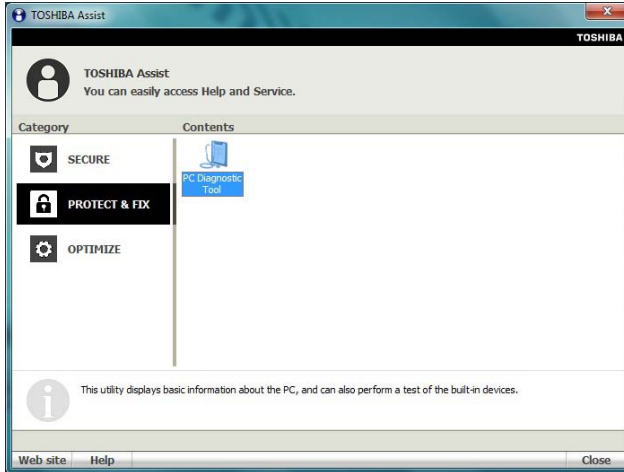 TOSHIBA Assist
TOSHIBA
TOSHIBA Assist
You can easily access Help and Service.
Category
Contents
SECURE
PROTECT & FIX
OPTIMIZE
PC Diagnostic
Tool
This utility displays basic information about the PC, and can also perform a test of the built-in devices.
Web site
Help
Close